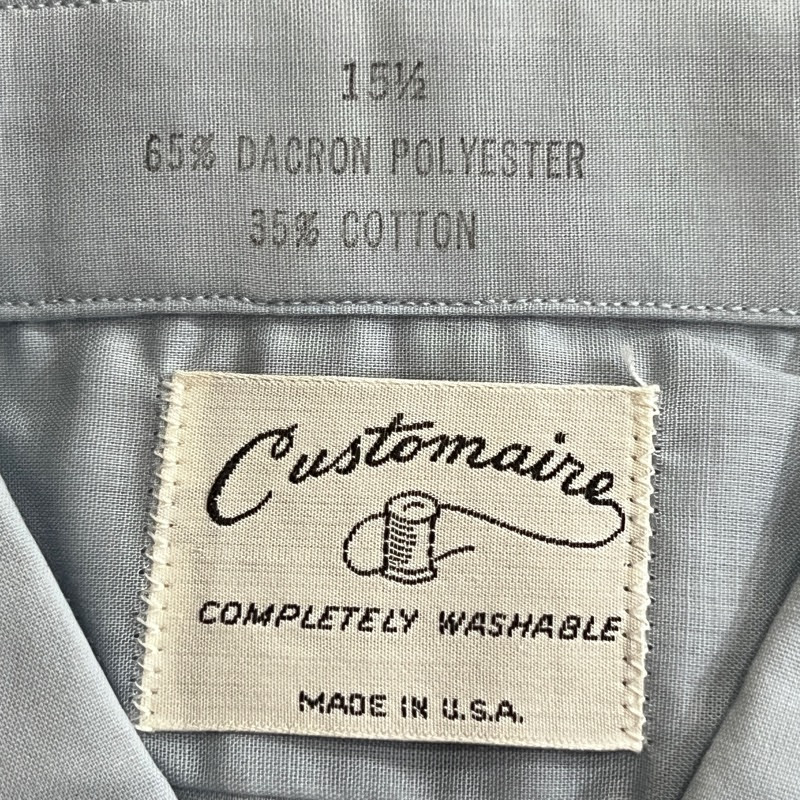 15½
65% DACRON POLYESTER
35% COTTON
Customaire
COMPLETELY WASHABLE
MADE IN U.S.A.